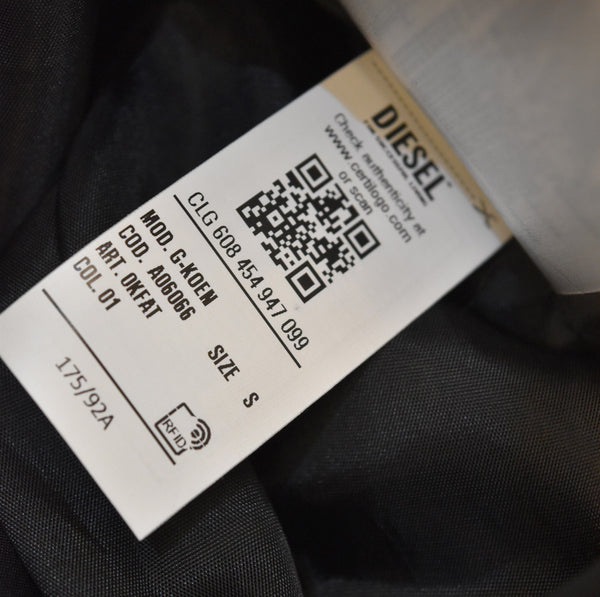 DIESEL
Check authenticity at
www.certilogo.com
or scan
CLG 608 454 947 099
MOD. G-KOEN
COD. A06066
ART. 0KFAT
COL. 01
SIZE S
175/92A
RFID